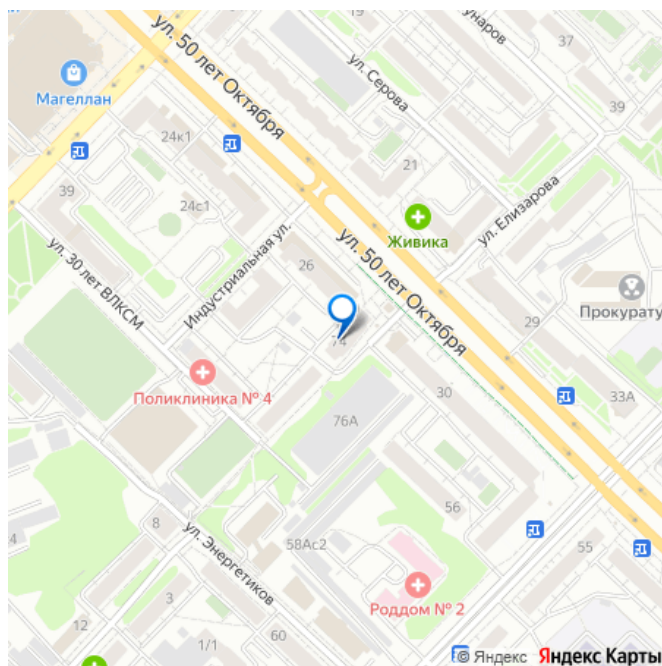 унаров
37
ул. 50 лет Октября
ул. Серова
Магеллан
39
24к1
21
39
24с1
ул. Елизарова
Живика
ул. 30 лет ВЛКСМ
Индустриальная ул.
26
ул. 50 лет Октября
Прокурату
29
74
Поликлиника № 4
30
33А
76А
56
4
8
ул. Энергетиков
58Ас2
55
3
Роддом № 2
12
1/1
60
© Яндекс Яндекс Карты